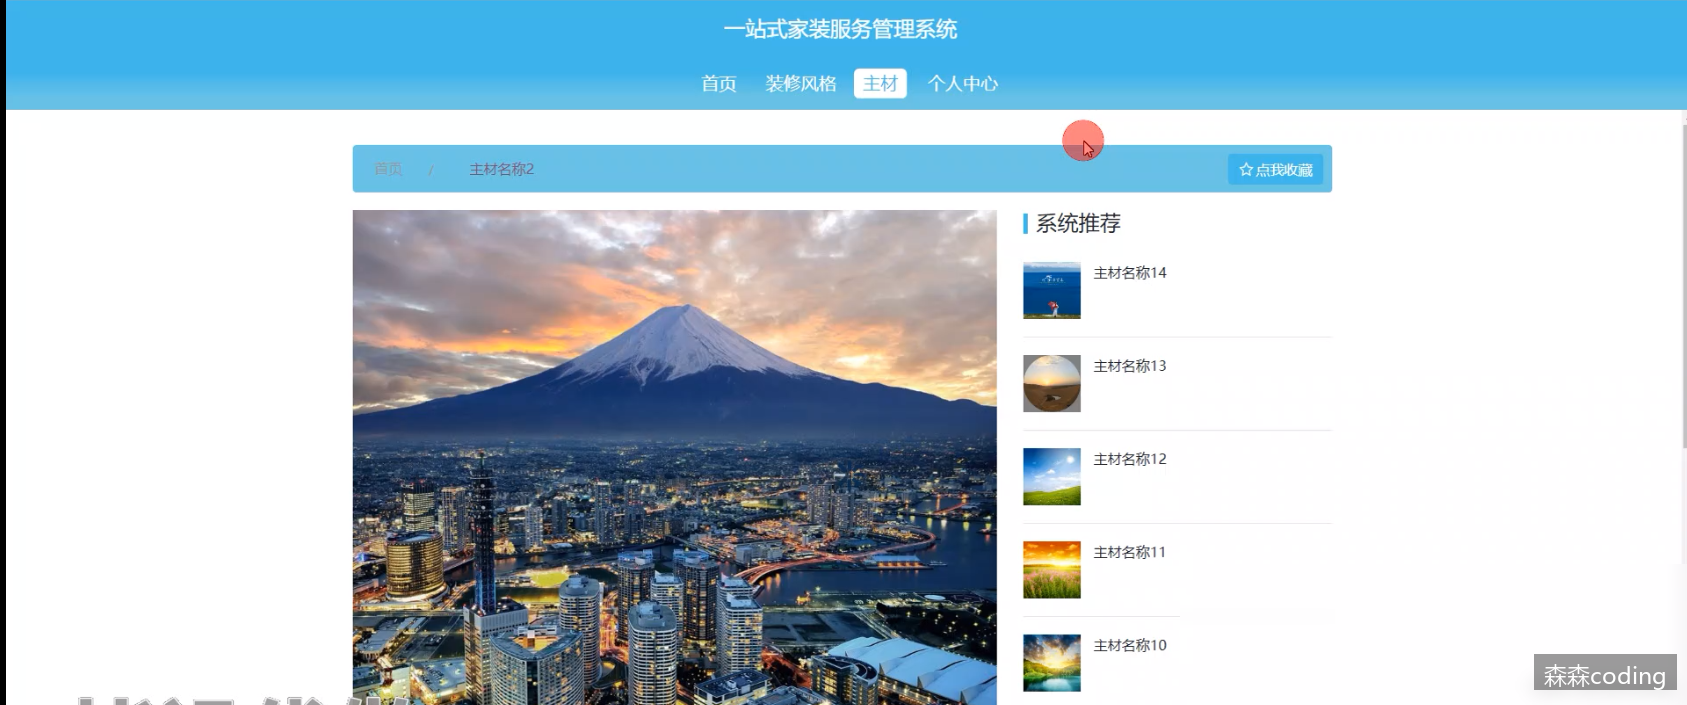 一站式家装服务管理系统
首页 装修风格 主材 个人中心
首页 / 主材名称2 ☆点我收藏
系统推荐
主材名称14
主材名称13
主材名称12
主材名称11
主材名称10
森森coding